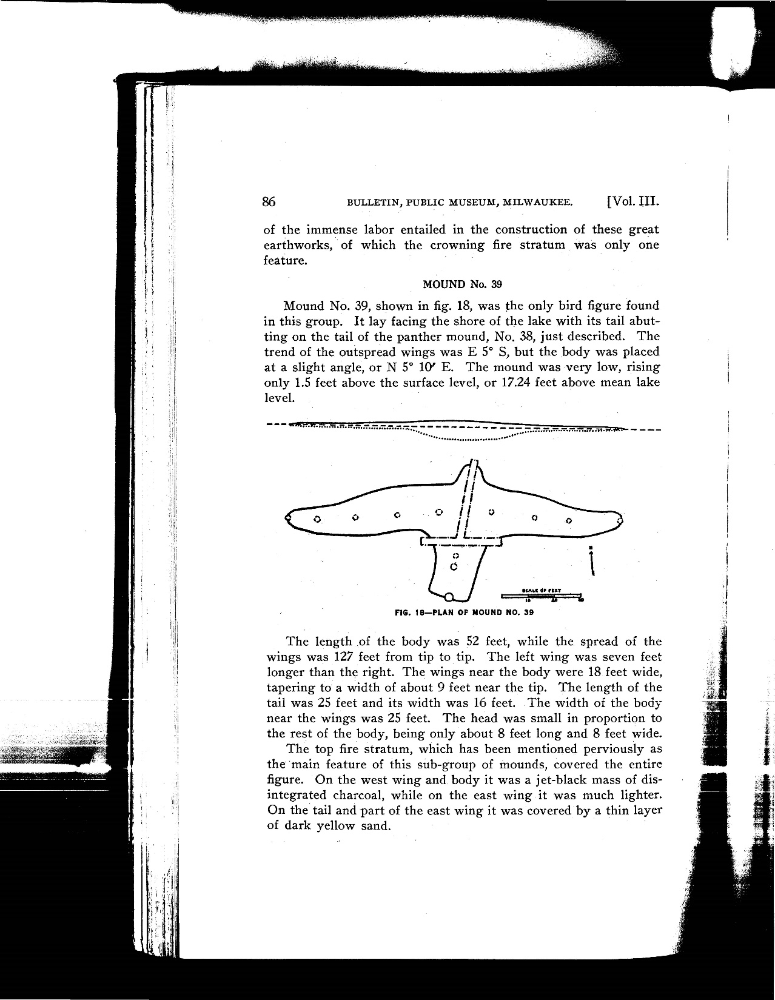 86 BULLETIN, PUBLIC MUSEUM, MILWAUKEE. [Vol. III.
of the immense labor entailed in the construction of these great
earthworks, of which the crowning fire stratum was only one
feature.
MOUND No. 39
Mound No. 39, shown in fig. 18, was the only bird figure found
in this group. It lay facing the shore of the lake with its tail abut-
ting on the tail of the panther mound, No. 38, just described. The
trend of the outspread wings was E 5° S, but the body was placed
at a slight angle, or N 5° 10′ E. The mound was very low, rising
only 1.5 feet above the surface level, or 17.24 feet above mean lake
level.
SCALE OF FEET
10 20
FIG. 18—PLAN OF MOUND NO. 39
The length of the body was 52 feet, while the spread of the
wings was 127 feet from tip to tip. The left wing was seven feet
longer than the right. The wings near the body were 18 feet wide,
tapering to a width of about 9 feet near the tip. The length of the
tail was 25 feet and its width was 16 feet. The width of the body
near the wings was 25 feet. The head was small in proportion to
the rest of the body, being only about 8 feet long and 8 feet wide.
The top fire stratum, which has been mentioned perviously as
the main feature of this sub-group of mounds, covered the entire
figure. On the west wing and body it was a jet-black mass of dis-
integrated charcoal, while on the east wing it was much lighter.
On the tail and part of the east wing it was covered by a thin layer
of dark yellow sand.